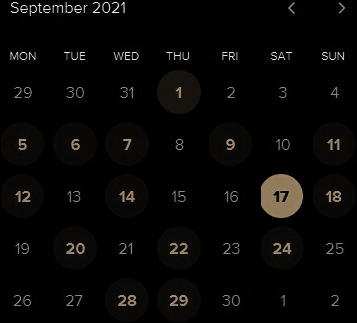 September 2021
MON TUE WED THU FRI SAT SUN
29 30 31 1 2 3 4
5 6 7 8 9 10 11
12 13 14 15 16 17 18
19 20 21 22 23 24 25
26 27 28 29 30 1 2